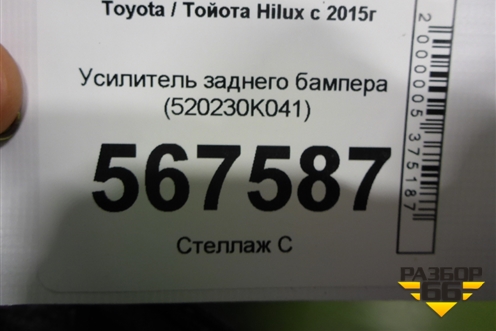 Toyota / Тойота Hilux с 2015г
Усилитель заднего бампера
(520230K041)
567587
Стеллаж С
2000005375187
РАЗБОР
66